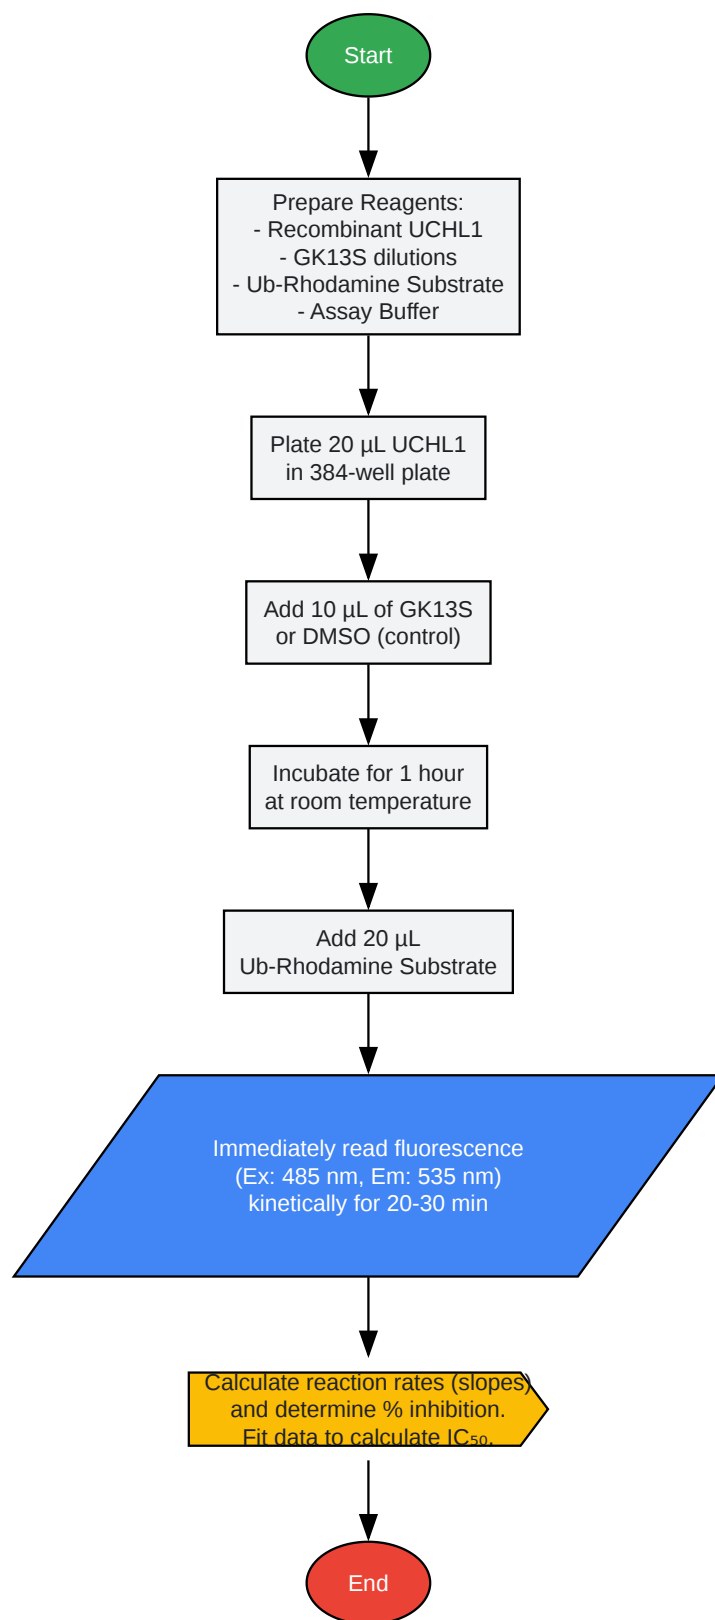 Start
Prepare Reagents:
- Recombinant UCHL1
- GK13S dilutions
- Ub-Rhodamine Substrate
- Assay Buffer
Plate 20 µL UCHL1
in 384-well plate
Add 10 µL of GK13S
or DMSO (control)
Incubate for 1 hour
at room temperature
Add 20 µL
Ub-Rhodamine Substrate
Immediately read fluorescence
(Ex: 485 nm, Em: 535 nm)
kinetically for 20-30 min
Calculate reaction rates (slopes)
and determine % inhibition.
Fit data to calculate IC₅₀.
End